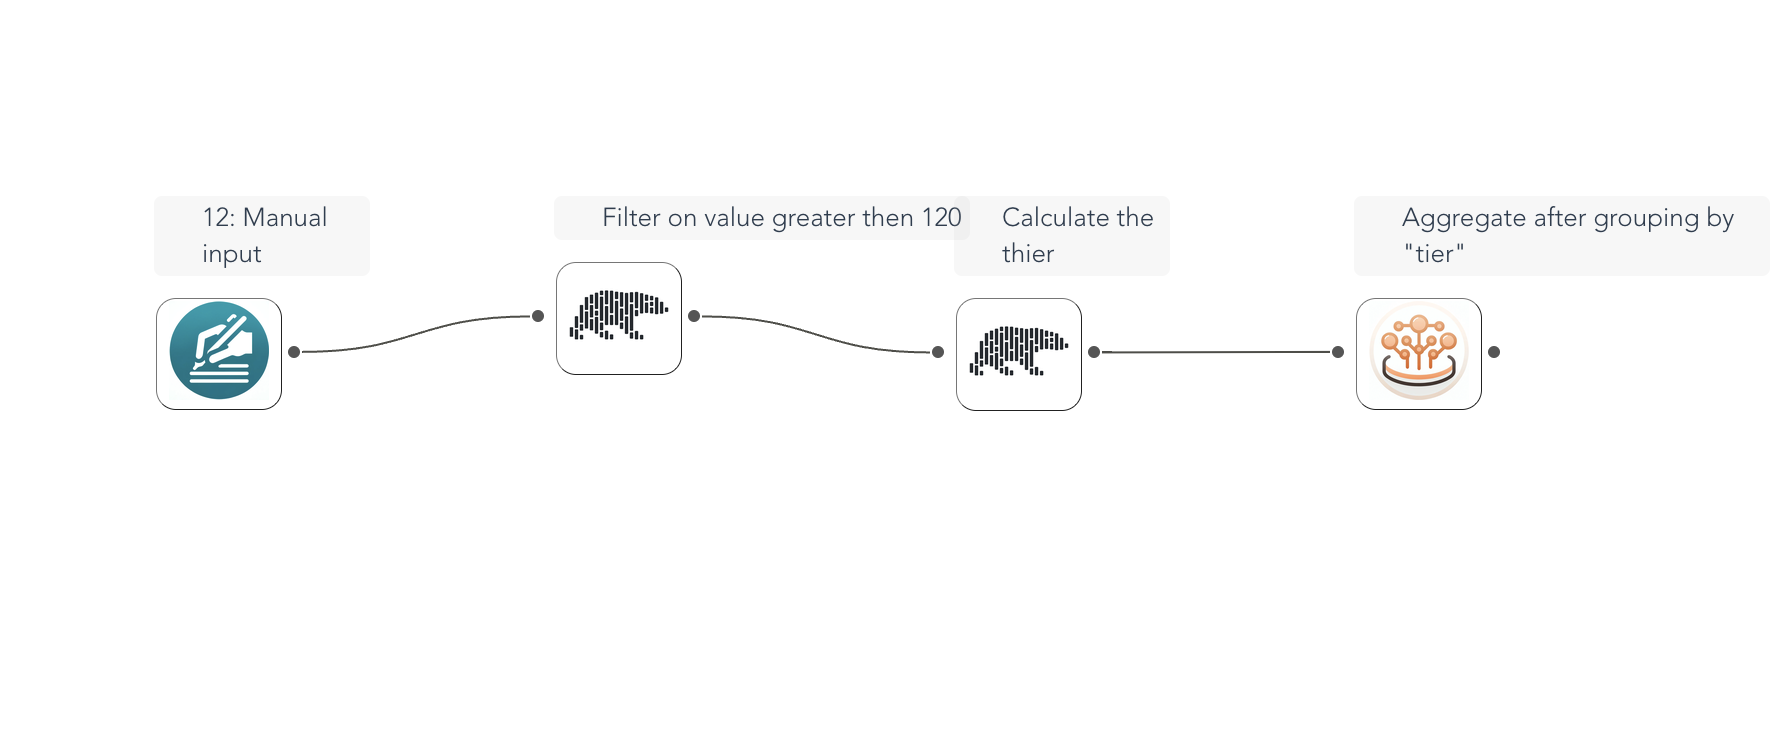 12: Manual
input
Filter on value greater then 120
Calculate the
thier
Aggregate after grouping by
"tier"